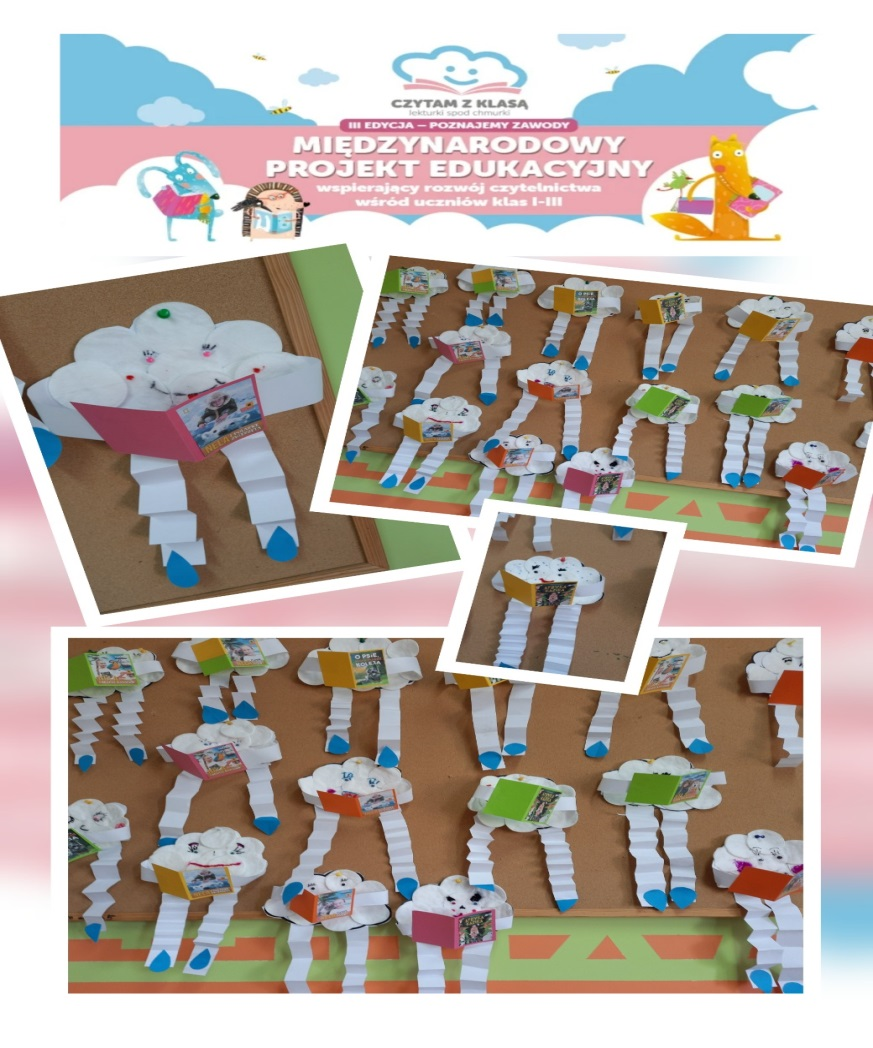 CZYTAM Z KLASĄ
lekturki spod chmurki
III EDYCJA — POZNAJEMY ZAWODY
MIĘDZYNARODOWY
PROJEKT EDUKACYJNY
wspierający rozwój czytelnictwa
wśród uczniów klas I-III
O PSIE,
KOLEJĄ